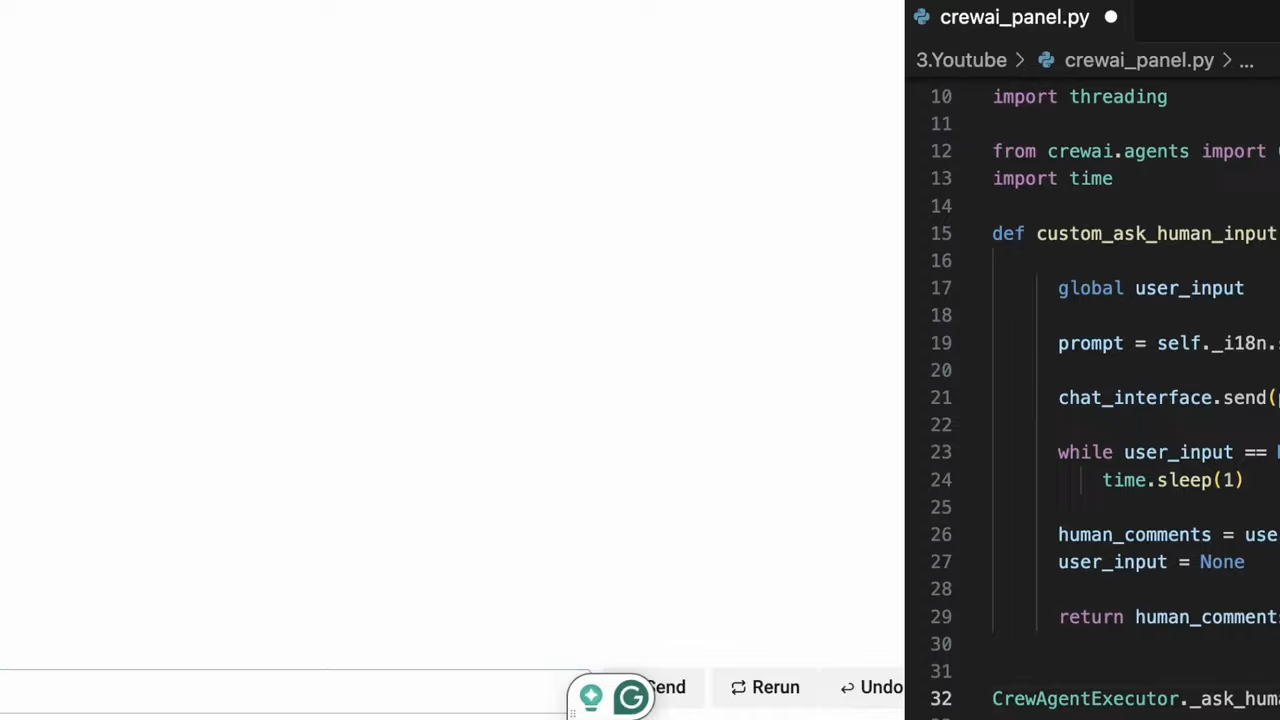 crewai_panel.py
3.Youtube > crewai_panel.py > ...
10 import threading
11
12 from crewai.agents import
13 import time
14
15 def custom_ask_human_input
16
17 global user_input
18
19 prompt = self._i18n.
20
21 chat_interface.send(
22
23 while user_input ==
24 time.sleep(1)
25
26 human_comments = use
27 user_input = None
28
29 return human_comments
30
31
32 CrewAgentExecutor._ask_hum
Send Rerun Undo